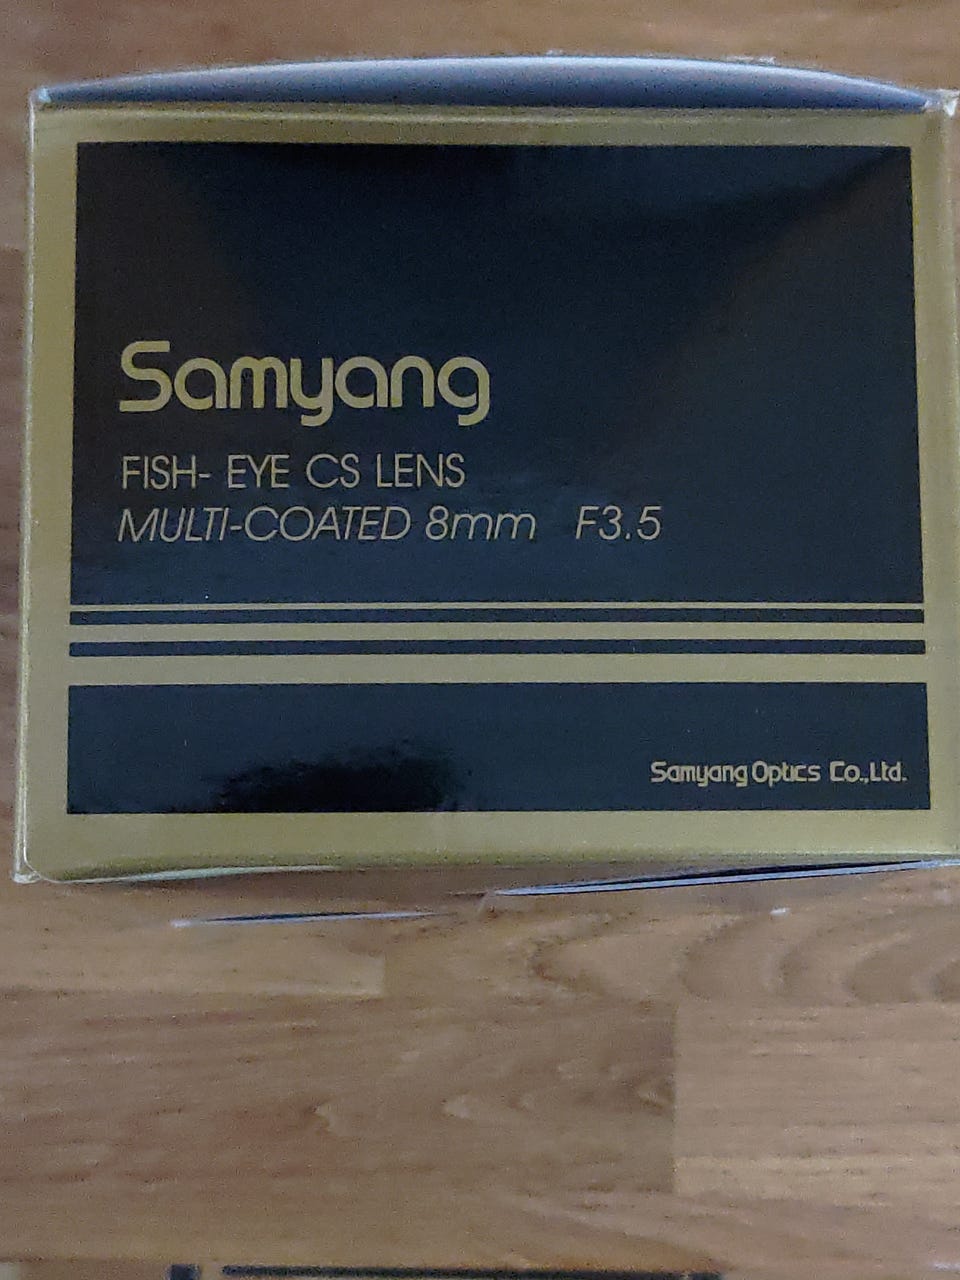 Samyang
FISH- EYE CS LENS
MULTI-COATED 8mm F3.5
Samyang Optics Co.,Ltd.